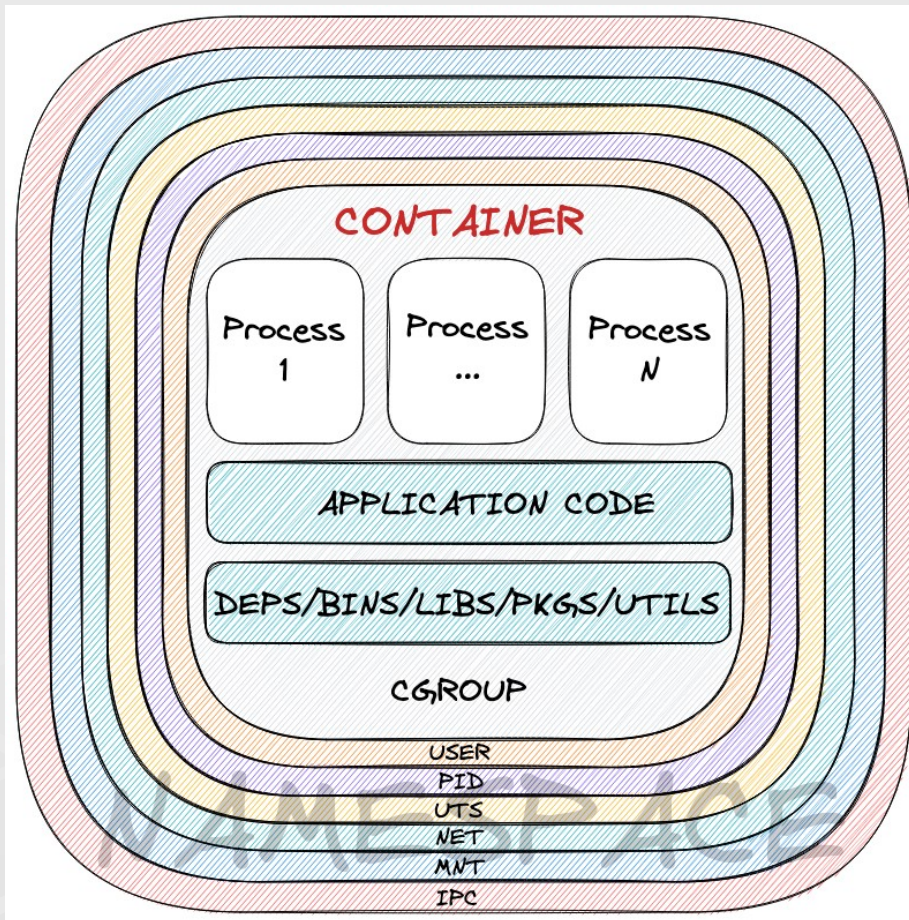 CONTAINER
Process
1
Process
...
Process
N
APPLICATION CODE
DEPS/BINS/LIBS/PKGS/UTILS
CGROUP
USER
PID
UTS
NET
MNT
IPC
NAMESPACE